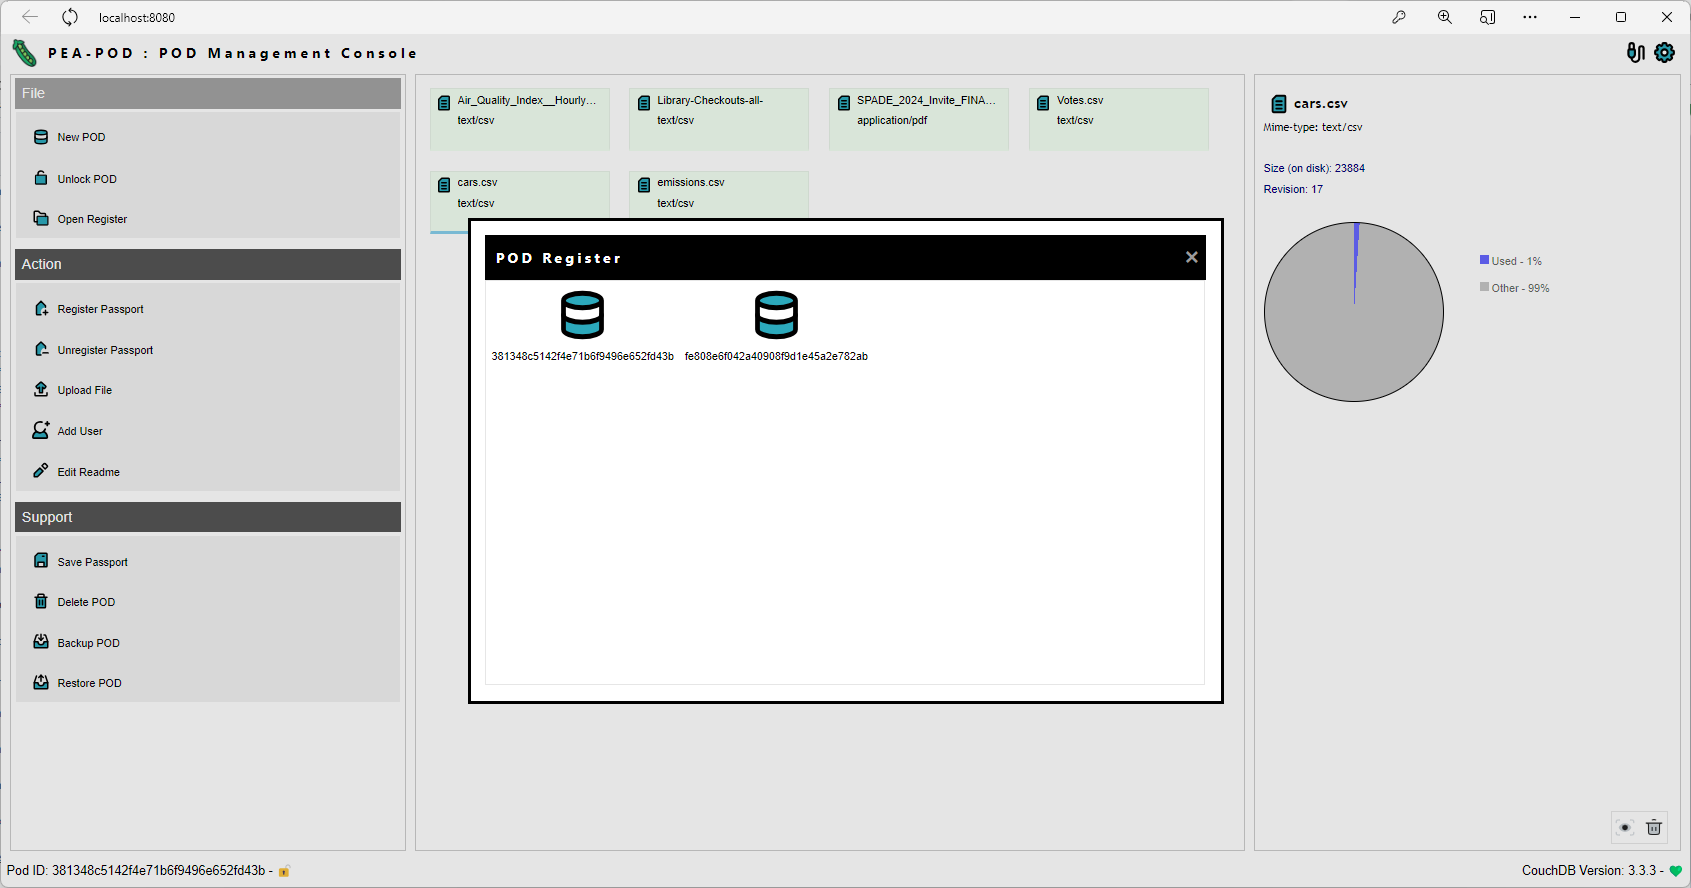 localhost:8080
PEA-POD : POD Management Console
File
New POD
Unlock POD
Open Register
Action
Register Passport
Unregister Passport
Upload File
Add User
Edit Readme
Support
Save Passport
Delete POD
Backup POD
Restore POD
Air_Quality_Index__Hourly...
text/csv
Library-Checkouts-all-
text/csv
SPADE_2024_Invite_FINA...
application/pdf
Votes.csv
text/csv
cars.csv
text/csv
emissions.csv
text/csv
POD Register
381348c5142f4e71b6f9496e652fd43b
fe808e6f042a40908f9d1e45a2e782ab
cars.csv
Mime-type: text/csv
Size (on disk): 23884
Revision: 17
Used - 1%
Other - 99%
Pod ID: 381348c5142f4e71b6f9496e652fd43b -
CouchDB Version: 3.3.3 -